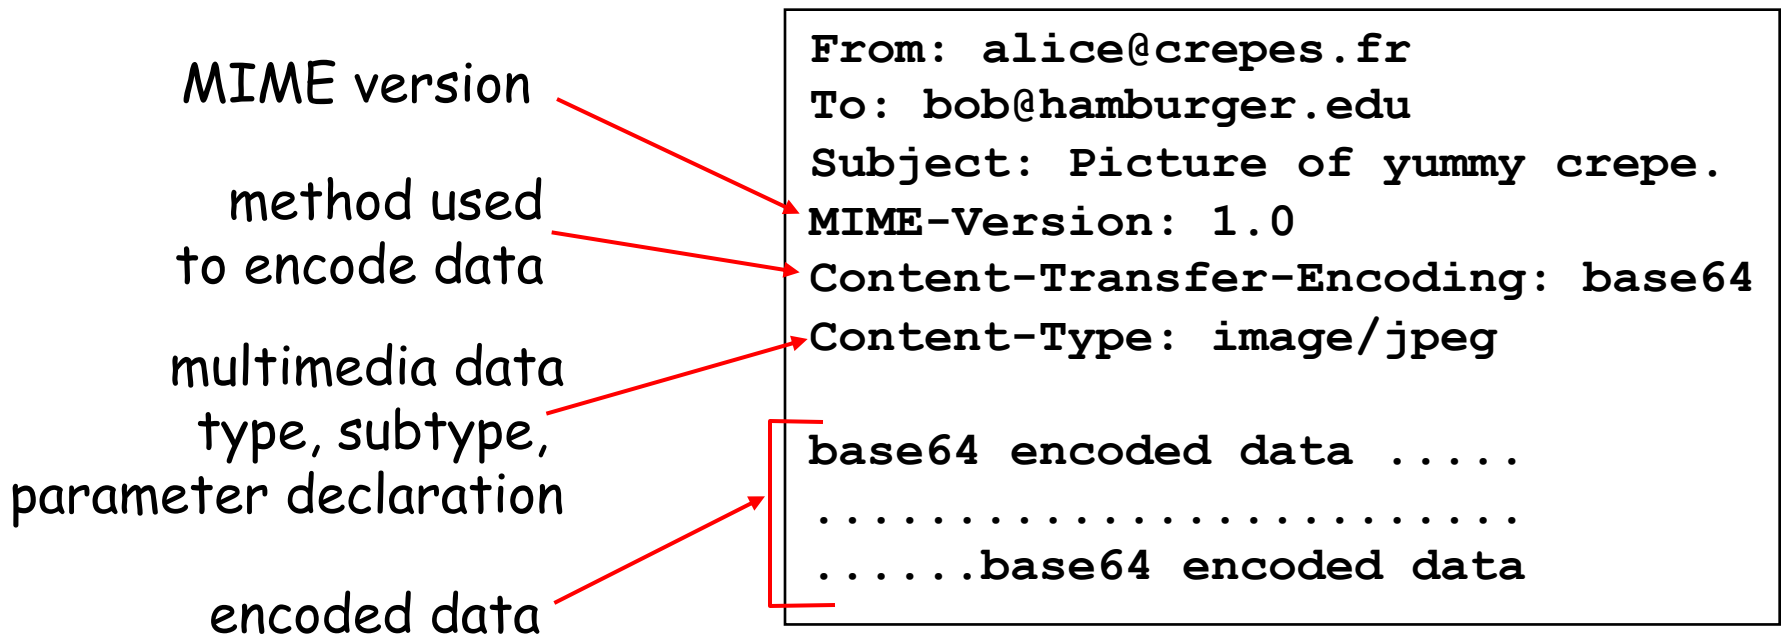 MIME version
method used
to encode data
multimedia data
type, subtype,
parameter declaration
encoded data
From: alice@crepes.fr
To: bob@hamburger.edu
Subject: Picture of yummy crepe.
MIME-Version: 1.0
Content-Transfer-Encoding: base64
Content-Type: image/jpeg
base64 encoded data .....
.........................
......base64 encoded data